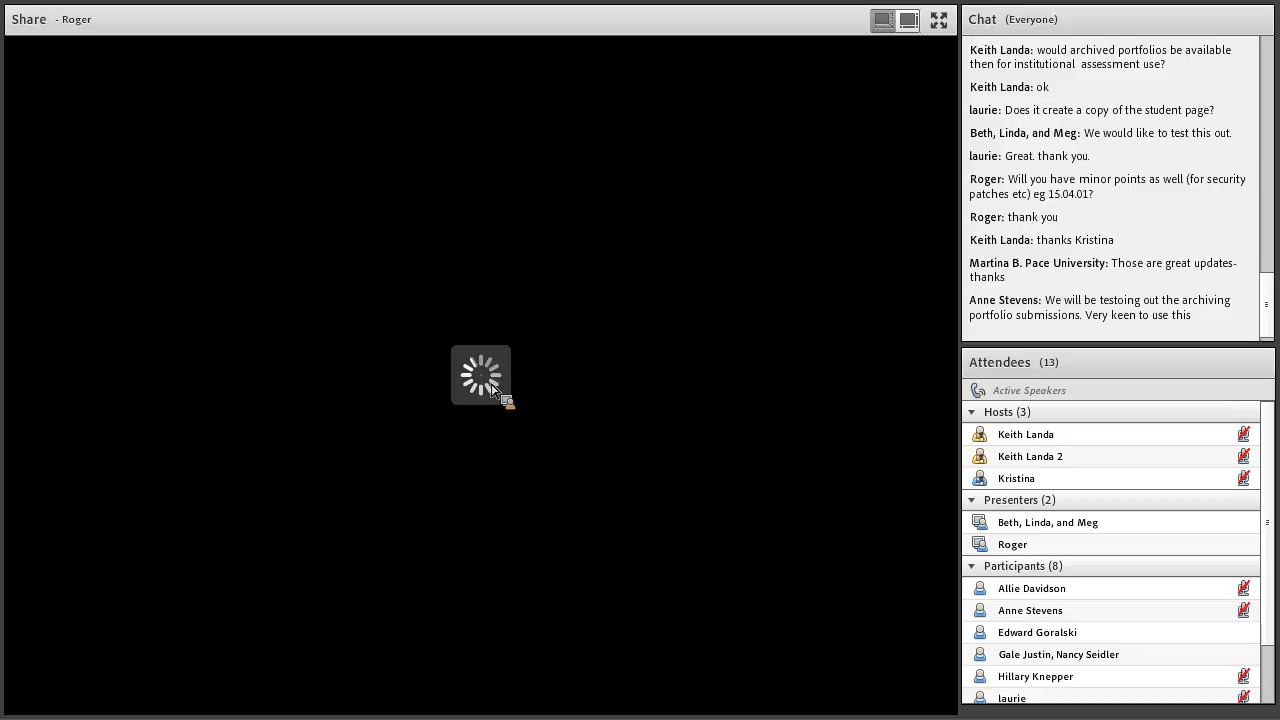 Share - Roger
Chat (Everyone)
Keith Landa: would archived portfolios be available
then for institutional assessment use?
Keith Landa: ok
laurie: Does it create a copy of the student page?
Beth, Linda, and Meg: We would like to test this out.
laurie: Great. thank you.
Roger: Will you have minor points as well (for security
patches etc) eg 15.04.01?
Roger: thank you
Keith Landa: thanks Kristina
Martina B. Pace University: Those are great updates-
thanks
Anne Stevens: We will be testoing out the archiving
portfolio submissions. Very keen to use this
Attendees (13)
Active Speakers
Hosts (3)
Keith Landa
Keith Landa 2
Kristina
Presenters (2)
Beth, Linda, and Meg
Roger
Participants (8)
Allie Davidson
Anne Stevens
Edward Goralski
Gale Justin, Nancy Seidler
Hillary Knepper
laurie